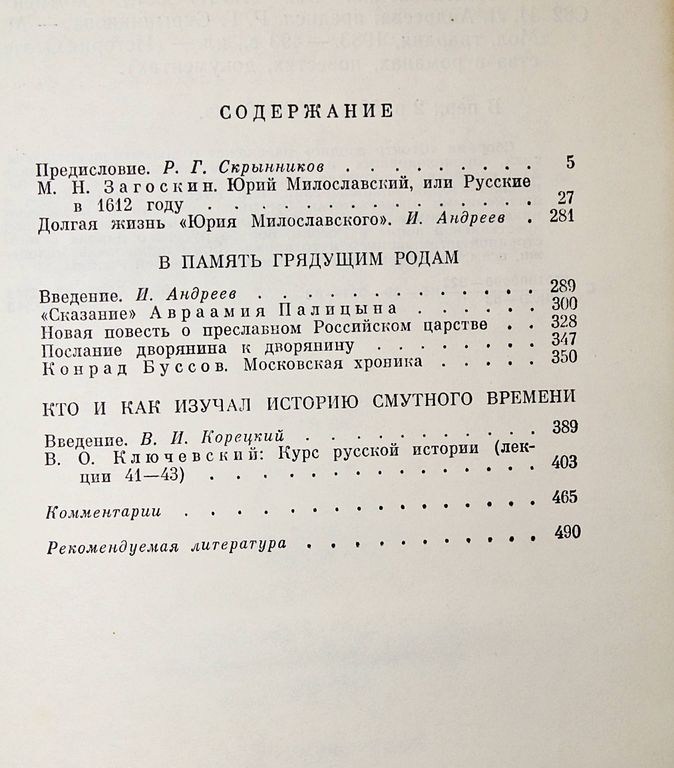 СОДЕРЖАНИЕ
Предисловие. Р. Г. Скрынников . . . . . . . . . 5
М. Н. Загоскин. Юрий Милославский, или Русские
в 1612 году . . . . . . . . . . . . . . . 27
Долгая жизнь «Юрия Милославского». И. Андреев . 281
В ПАМЯТЬ ГРЯДУЩИМ РОДАМ
Введение. И. Андреев . . . . . . . . . . . . . 289
«Сказание» Авраамия Палицына . . . . . . 300
Новая повесть о преславном Российском царстве . . 328
Послание дворянина к дворянину . . . . . . . 347
Конрад Буссов. Московская хроника . . . . . 350
КТО И КАК ИЗУЧАЛ ИСТОРИЮ СМУТНОГО ВРЕМЕНИ
Введение. В. И. Корецкий . . . . . . . . . . 389
В. О. Ключевский: Курс русской истории (лек-
ции 41—43) . . . . . . . . . . . . . . . 403
Комментарии . . . . . . . . . . . . . . . 465
Рекомендуемая литература . . . . . . . . . . 490